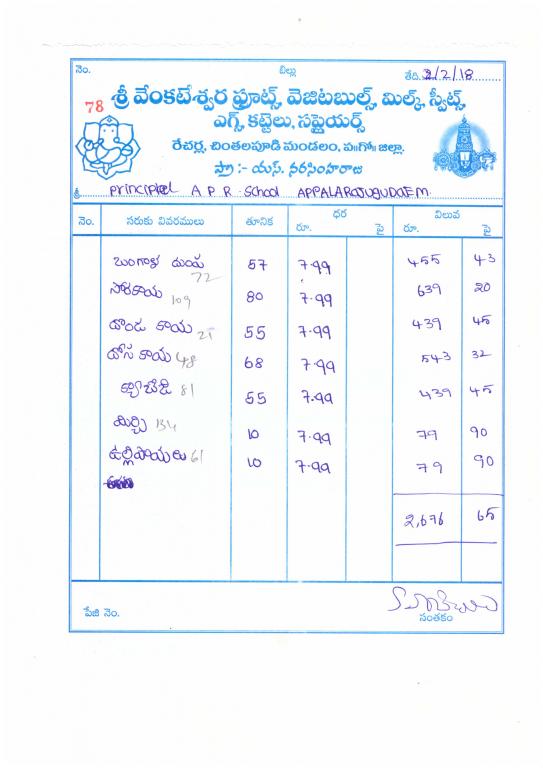 నెం. బిల్లు తేది. 2/2/18
78
శ్రీ వేంకటేశ్వర ఫ్రూట్స్, వెజిటబుల్స్, మిల్క్, స్వీట్స్,
ఎగ్స్, కట్టెలు, సప్లైయర్స్
రేచర్ల, చింతలపూడి మండలం, ప॥గో॥ జిల్లా.
ప్రొ :- యస్. నరసింహరాజు
శ్రీ Principal A P R School APPALARAJUGUDAEM
నెం. సరుకు వివరములు తూనిక ధర విలువ
రూ. పై రూ. పై
బంగాళ దుంప 72 57 7-99 455 43
సోరకాయ 109 80 7-99 639 20
దొండ కాయ 21 55 7-99 439 45
దోస కాయ 48 68 7-99 543 32
క్యాబేజి 81 55 7-99 439 45
మిర్చి 134 10 7-99 79 90
ఉల్లిపాయలు 61 10 7-99 79 90
2,676 65
పేజి నెం. సంతకం